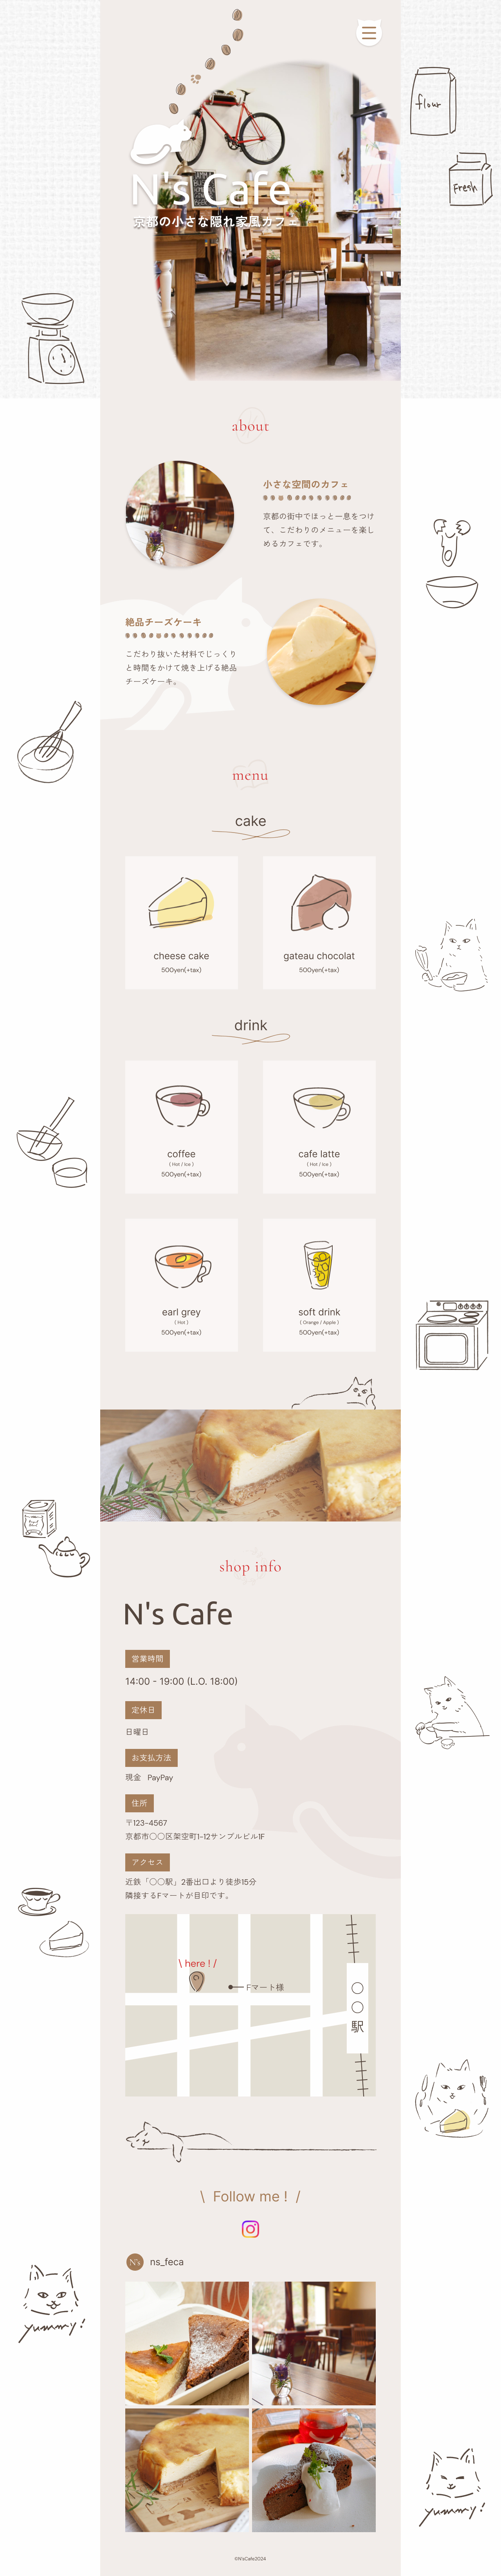 flour
Fresh
N's Cafe
京都の小さな隠れ家風カフェ
about
小さな空間のカフェ
京都の街中でほっと一息をつけ
て、こだわりのメニューを楽し
めるカフェです。
絶品チーズケーキ
こだわり抜いた材料でじっくり
と時間をかけて焼き上げる絶品
チーズケーキ。
menu
cake
cheese cake
500yen(+tax)
gateau chocolat
500yen(+tax)
drink
coffee
( Hot / Ice )
500yen(+tax)
cafe latte
( Hot / Ice )
500yen(+tax)
earl grey
( Hot )
500yen(+tax)
soft drink
( Orange / Apple )
500yen(+tax)
shop info
N's Cafe
営業時間
14:00 - 19:00 (L.O. 18:00)
定休日
日曜日
お支払方法
現金 PayPay
住所
〒123-4567
京都市〇〇区架空町1-12サンプルビル1F
アクセス
近鉄「〇〇駅」2番出口より徒歩15分
隣接するFマートが目印です。
\ here ! /
Fマート様
〇〇駅
\ Follow me ! /
N's
ns_feca
yummy!
yummy!
©N'sCafe2024